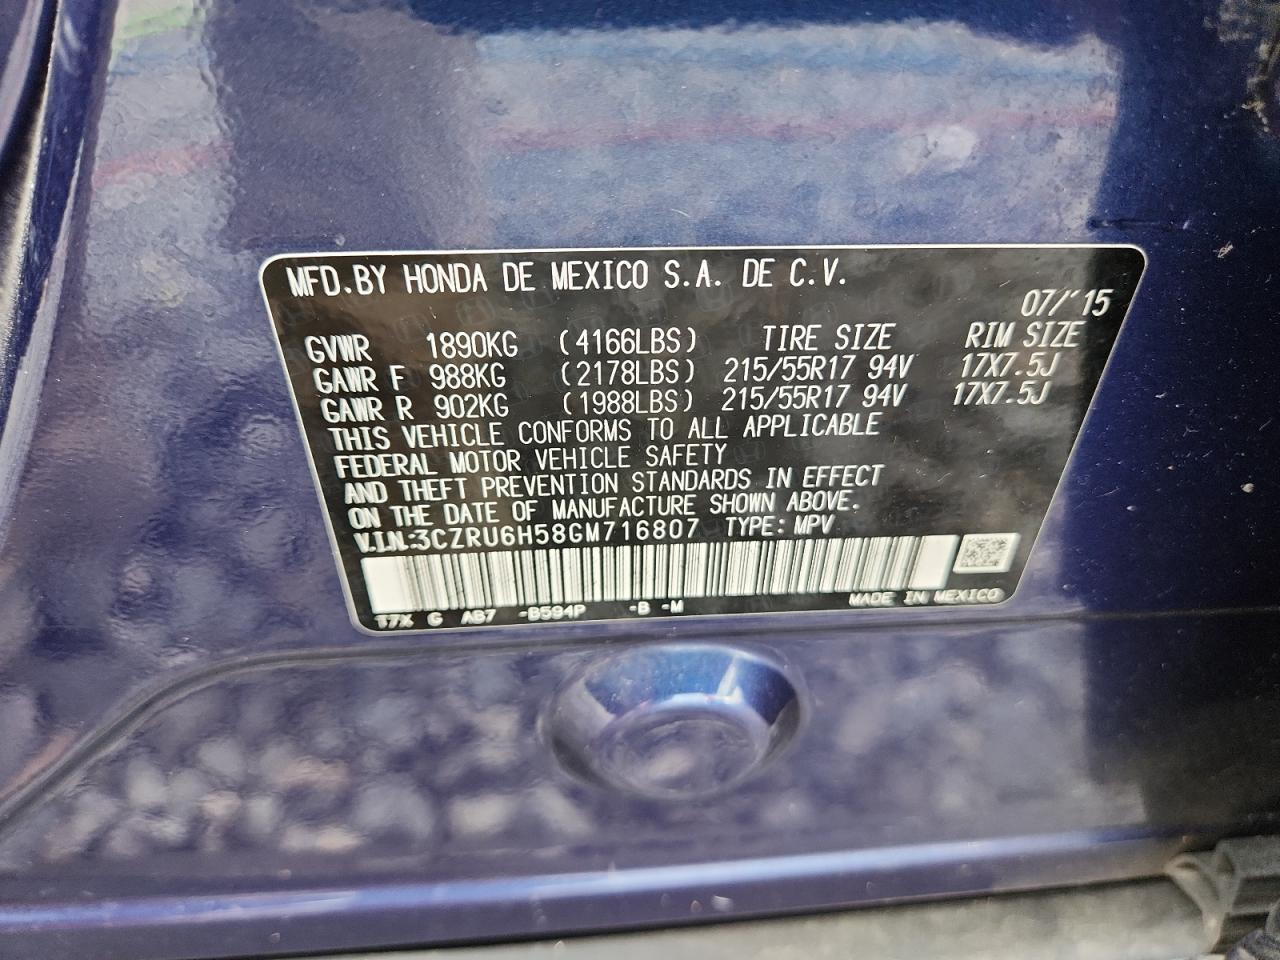 MFD.BY HONDA DE MEXICO S.A. DE C.V.
07/'15
GVWR 1890KG (4166LBS) TIRE SIZE RIM SIZE
GAWR F 988KG (2178LBS) 215/55R17 94V 17X7.5J
GAWR R 902KG (1988LBS) 215/55R17 94V 17X7.5J
THIS VEHICLE CONFORMS TO ALL APPLICABLE
FEDERAL MOTOR VEHICLE SAFETY
AND THEFT PREVENTION STANDARDS IN EFFECT
ON THE DATE OF MANUFACTURE SHOWN ABOVE.
V.I.N.:3CZRU6H58GM716807 TYPE: MPV
T7X G AB7 -B594P -B -M MADE IN MEXICO